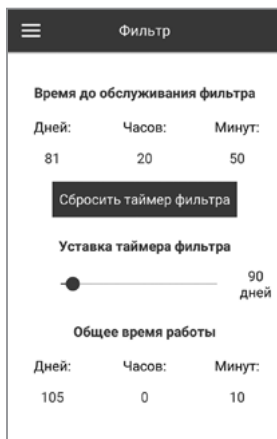 Фильтр
Время до обслуживания фильтра
Дней: Часов: Минут:
81 20 50
Сбросить таймер фильтра
Уставка таймера фильтра
90
дней
Общее время работы
Дней: Часов: Минут:
105 0 10